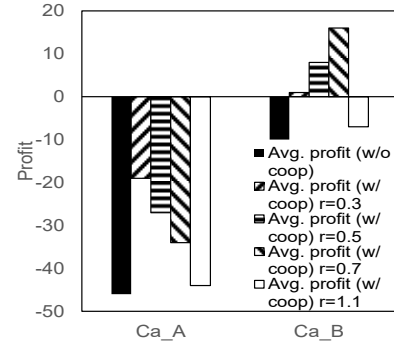 20
10
0
-10
-20
-30
-40
-50
Profit
Avg. profit (w/o
coop)
Avg. profit (w/
coop) r=0.3
Avg. profit (w/
coop) r=0.5
Avg. profit (w/
coop) r=0.7
Avg. profit (w/
coop) r=1.1
Ca_A
Ca_B